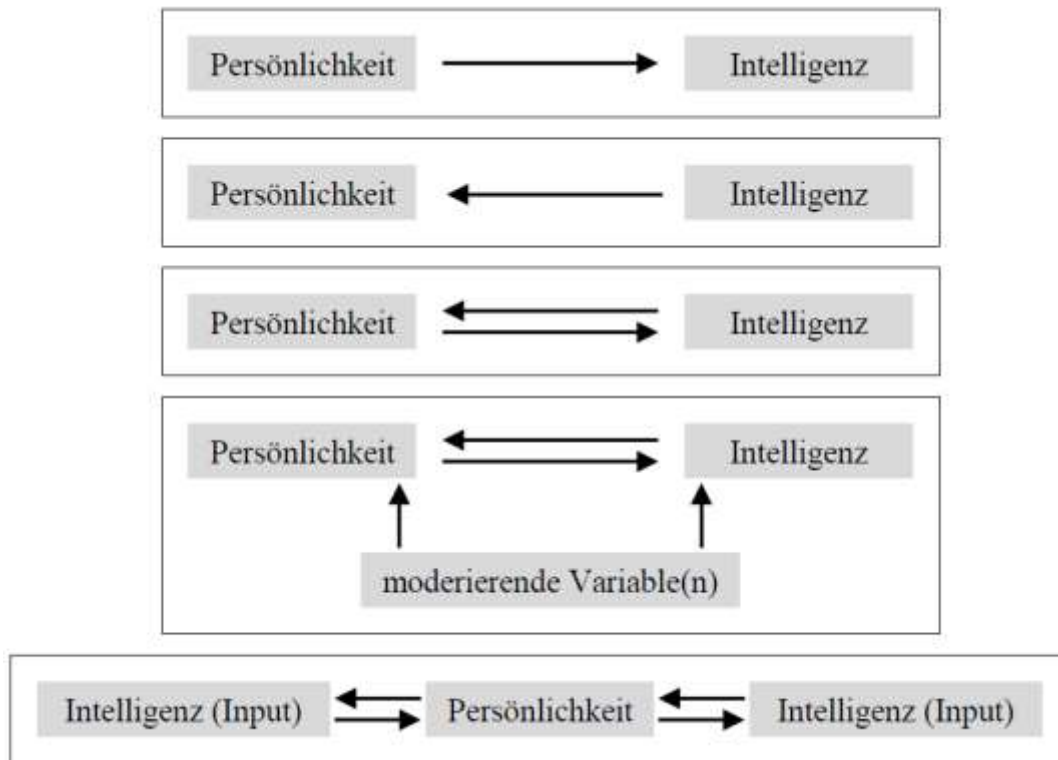 Persönlichkeit Intelligenz
Persönlichkeit Intelligenz
Persönlichkeit Intelligenz
Persönlichkeit Intelligenz
moderierende Variable(n)
Intelligenz (Input) Persönlichkeit Intelligenz (Input)